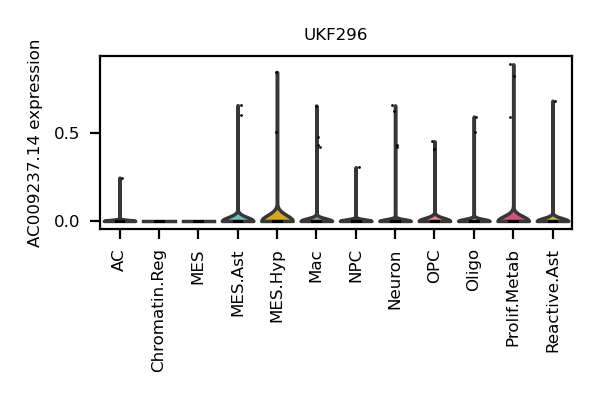 UKF296
AC009237.14 expression
0.5
0.0
AC
Chromatin.Reg
MES
MES.Ast
MES.Hyp
Mac
NPC
Neuron
OPC
Oligo
Prolif.Metab
Reactive.Ast